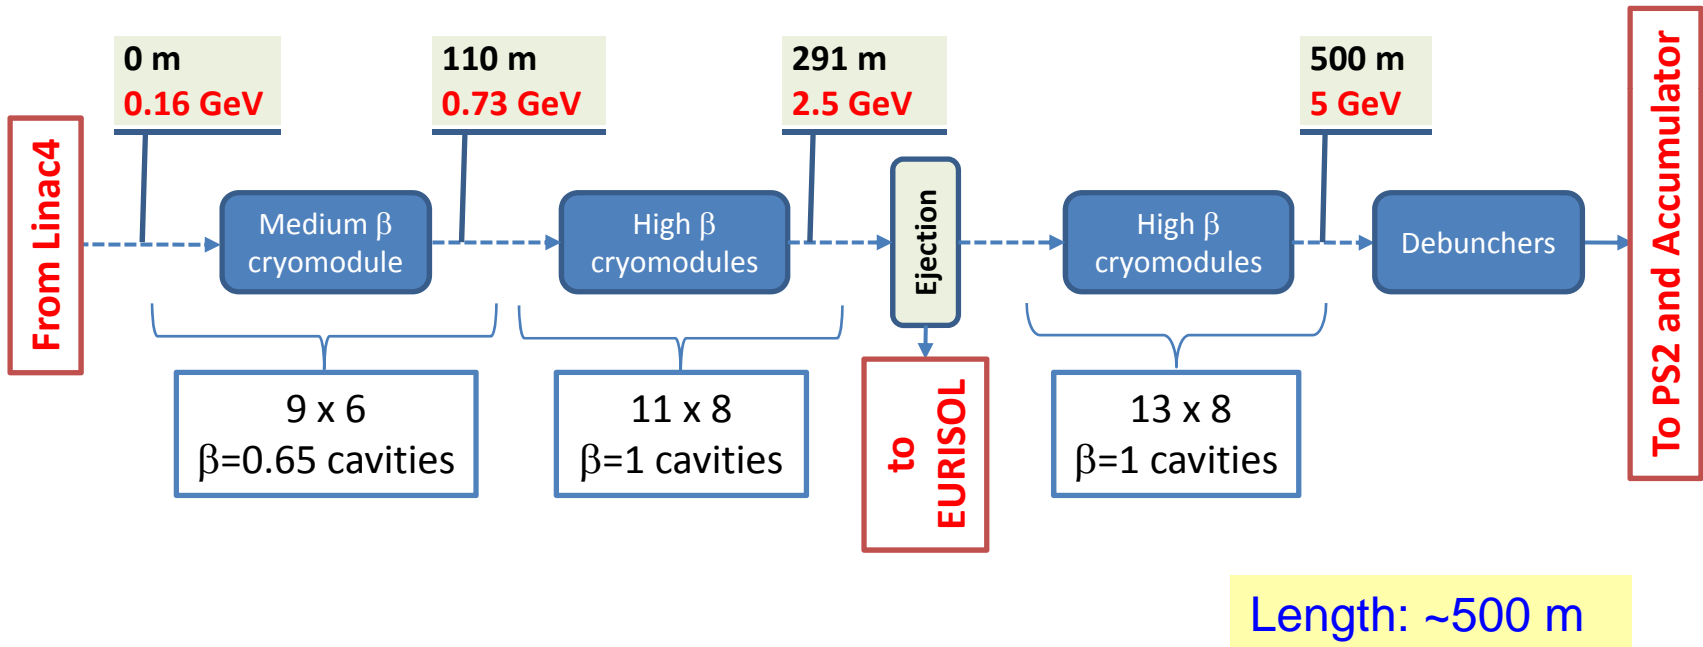 From Linac4
0 m
0.16 GeV
110 m
0.73 GeV
291 m
2.5 GeV
500 m
5 GeV
Medium β
cryomodule
High β
cryomodules
Ejection
High β
cryomodules
Debunchers
To PS2 and Accumulator
9 x 6
β=0.65 cavities
11 x 8
β=1 cavities
to
EURISOL
13 x 8
β=1 cavities
Length: ~500 m